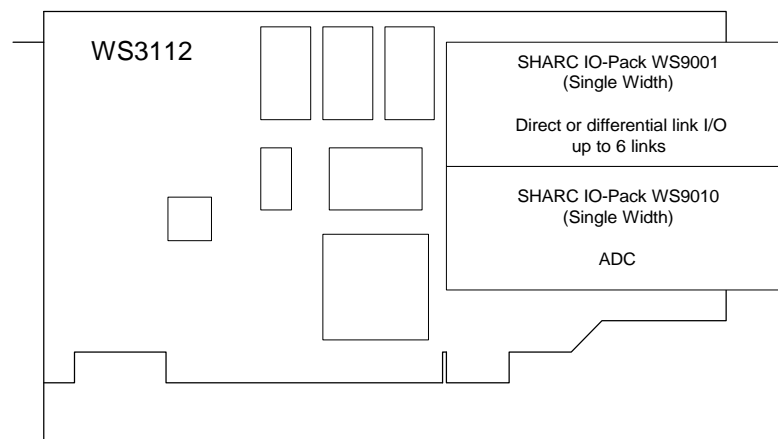 WS3112
SHARC IO-Pack WS9001
(Single Width)
Direct or differential link I/O
up to 6 links
SHARC IO-Pack WS9010
(Single Width)
ADC